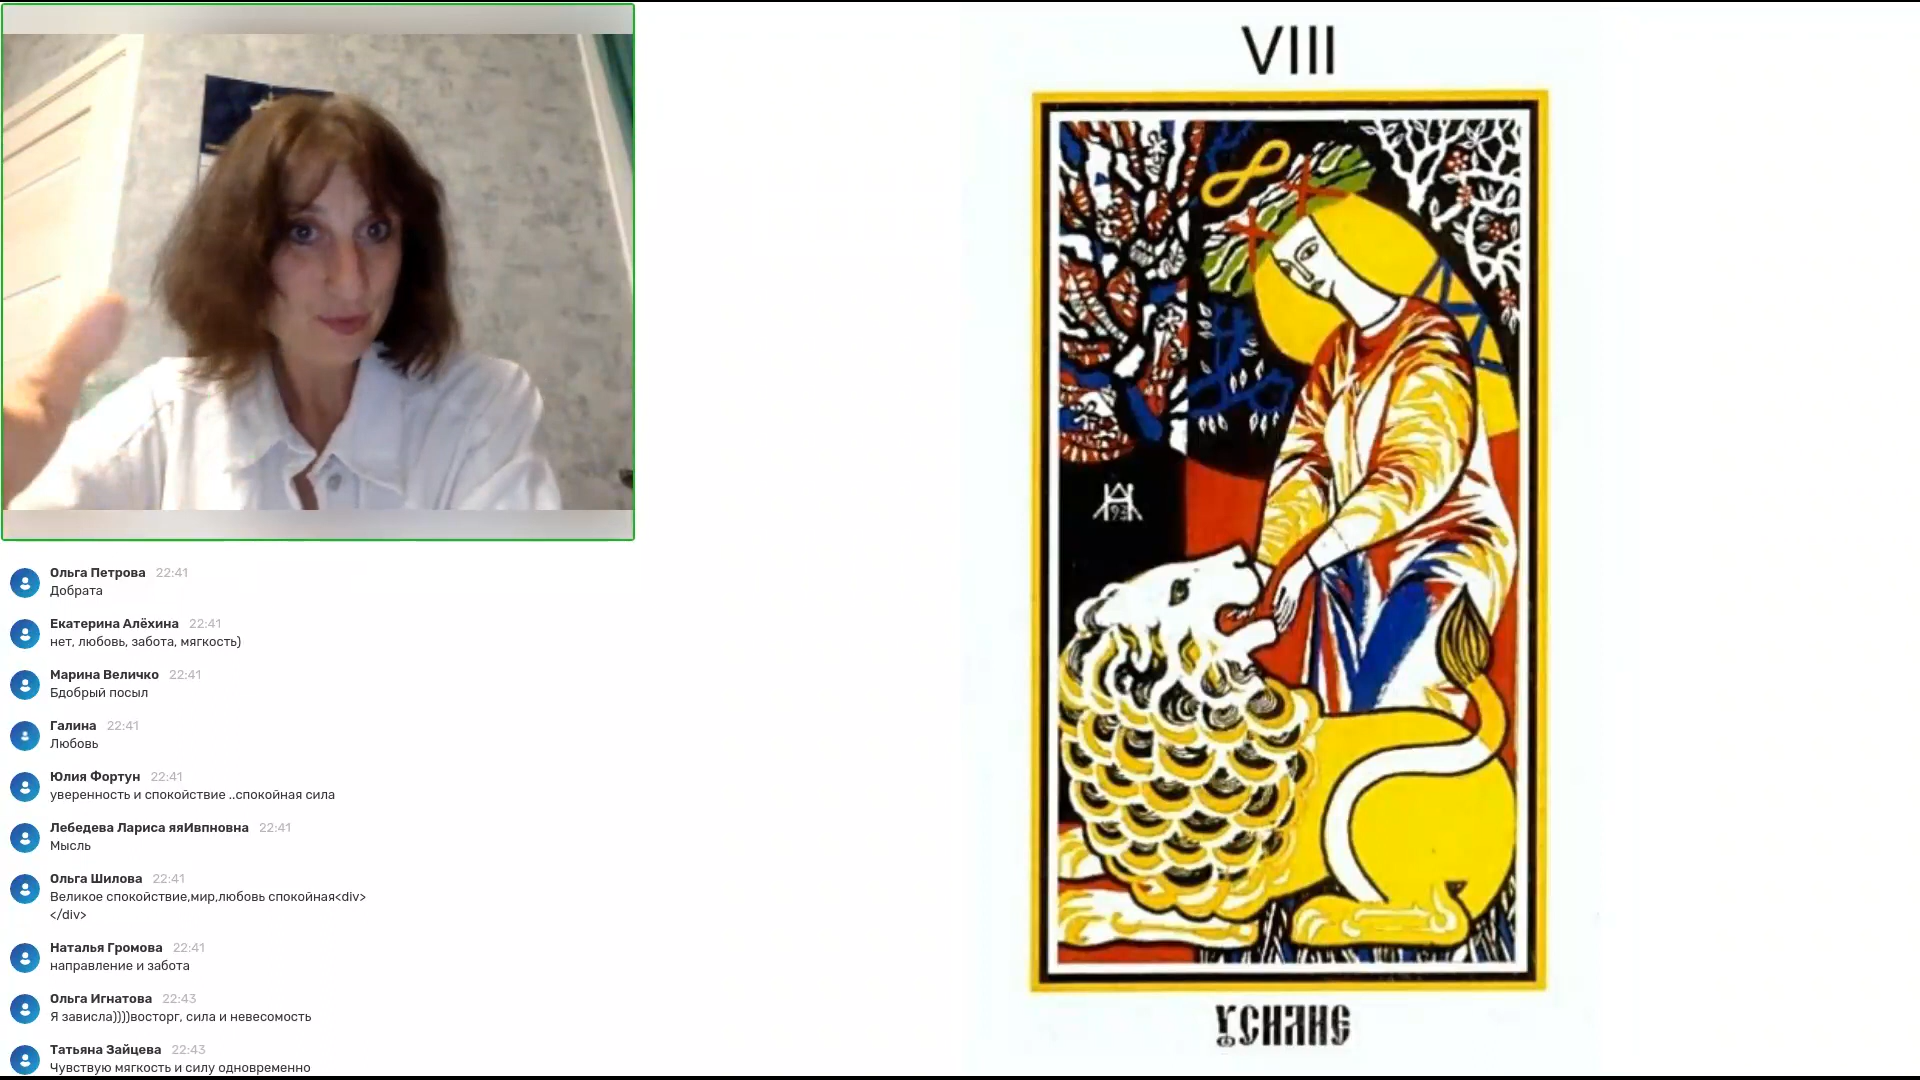 VIII
Ольга Петрова 22:41
Добрата
Екатерина Алёхина 22:41
нет, любовь, забота, мягкость)
Марина Величко 22:41
Бдобрый посыл
Галина 22:41
Любовь
Юлия Фортун 22:41
уверенность и спокойствие ..спокойная сила
Лебедева Лариса яяИвпновна 22:41
Мысль
Ольга Шилова 22:41
Великое спокойствие,мир,любовь спокойная<div>
</div>
Наталья Громова 22:41
направление и забота
Ольга Игнатова 22:43
Я зависла))))восторг, сила и невесомость
Татьяна Зайцева 22:43
Чувствую мягкость и силу одновременно
УСИЛИЕ